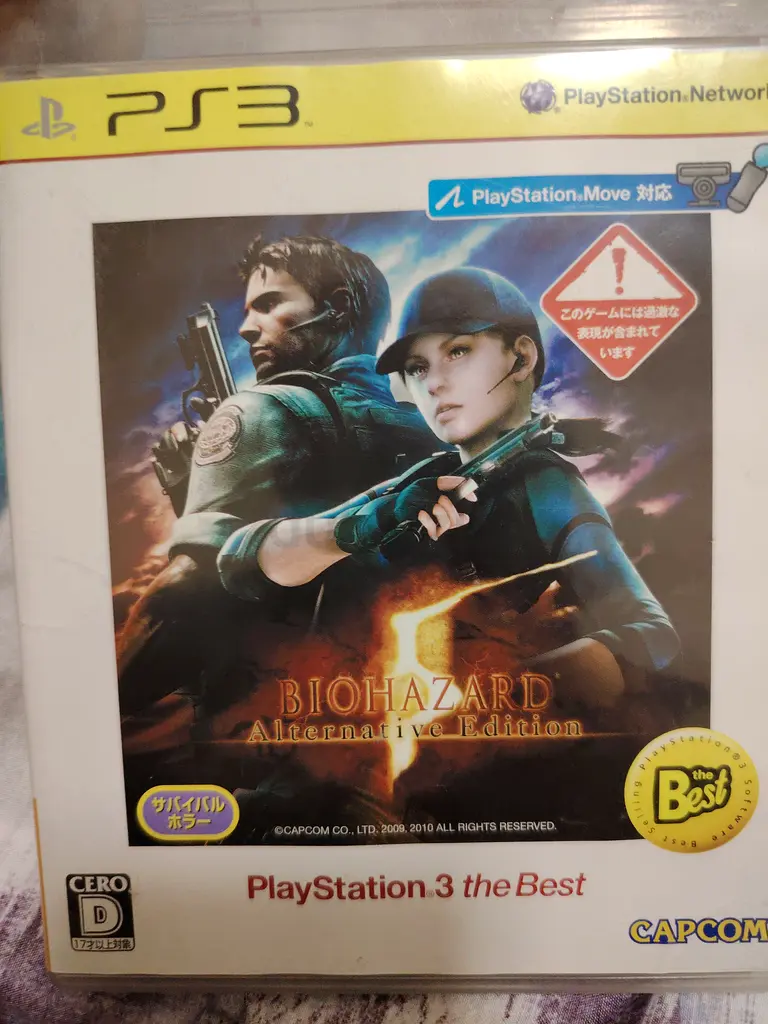 PS3
PlayStation®Network
PlayStation®Move 対応
このゲームには過激な
表現が含まれて
います
5
BIOHAZARD®
Alternative Edition
サバイバル
ホラー
©CAPCOM CO., LTD. 2009, 2010 ALL RIGHTS RESERVED.
PlayStation®3 Software Best Selling
the
Best
PlayStation®3 the Best
CERO
D
17才以上対象
CAPCOM